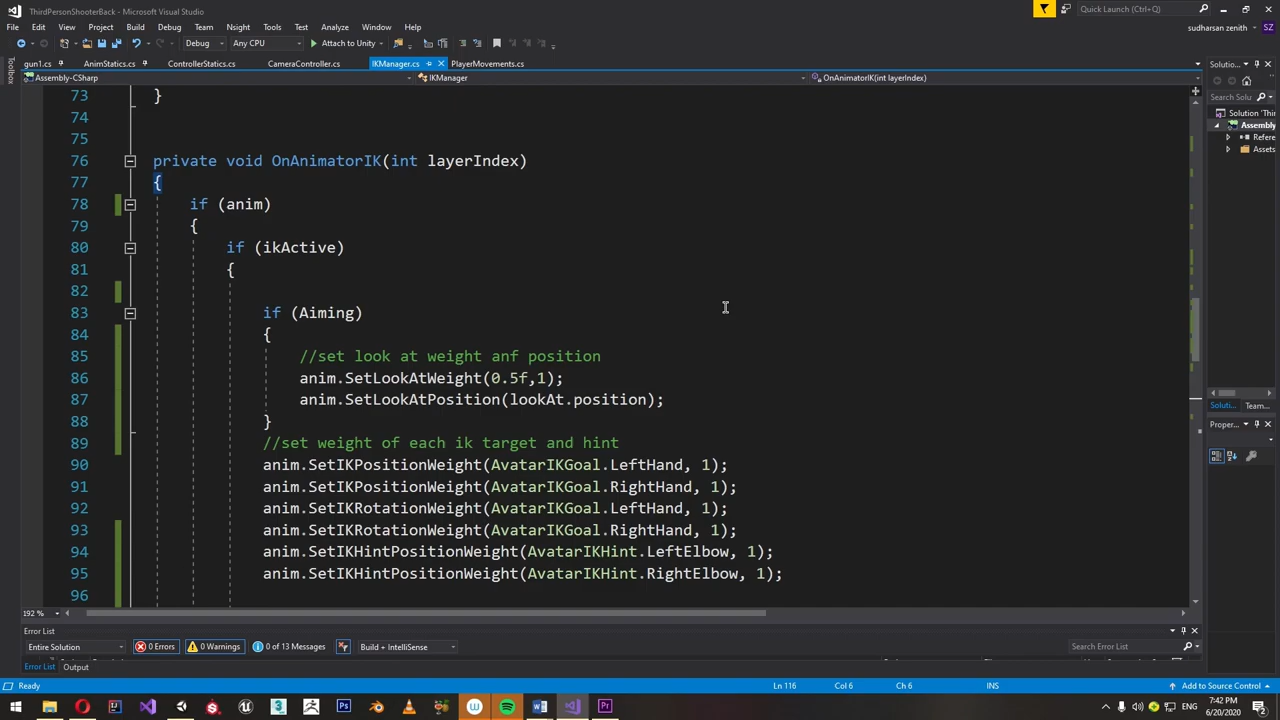 ThirdPersonShooterBack - Microsoft Visual Studio
Quick Launch (Ctrl+Q)
File Edit View Project Build Debug Team Nsight Tools Test Analyze Window Help
sudharsan zenith SZ
Debug Any CPU Attach to Unity
gun1.cs AnimStatics.cs ControllerStatics.cs CameraController.cs IKManager.cs PlayerMovements.cs
Solutio...
Toolbox
Assembly-CSharp IKManager OnAnimatorIK(int layerIndex)
73 }
74
75
76 private void OnAnimatorIK(int layerIndex)
77 {
78 if (anim)
79 {
80 if (ikActive)
81 {
82
83 if (Aiming)
84 {
85 //set look at weight anf position
86 anim.SetLookAtWeight(0.5f,1);
87 anim.SetLookAtPosition(lookAt.position);
88 }
89 //set weight of each ik target and hint
90 anim.SetIKPositionWeight(AvatarIKGoal.LeftHand, 1);
91 anim.SetIKPositionWeight(AvatarIKGoal.RightHand, 1);
92 anim.SetIKRotationWeight(AvatarIKGoal.LeftHand, 1);
93 anim.SetIKRotationWeight(AvatarIKGoal.RightHand, 1);
94 anim.SetIKHintPositionWeight(AvatarIKHint.LeftElbow, 1);
95 anim.SetIKHintPositionWeight(AvatarIKHint.RightElbow, 1);
96
Search Solu
Solution 'Thi
Assembly
Refere
Assets
Soluti... Team...
Proper...
192 %
Error List
Entire Solution 0 Errors 0 Warnings 0 of 13 Messages Build + IntelliSense Search Error List
Error List Output
Ready Ln 116 Col 6 Ch 6 INS Add to Source Control
ENG 7:42 PM
6/20/2020